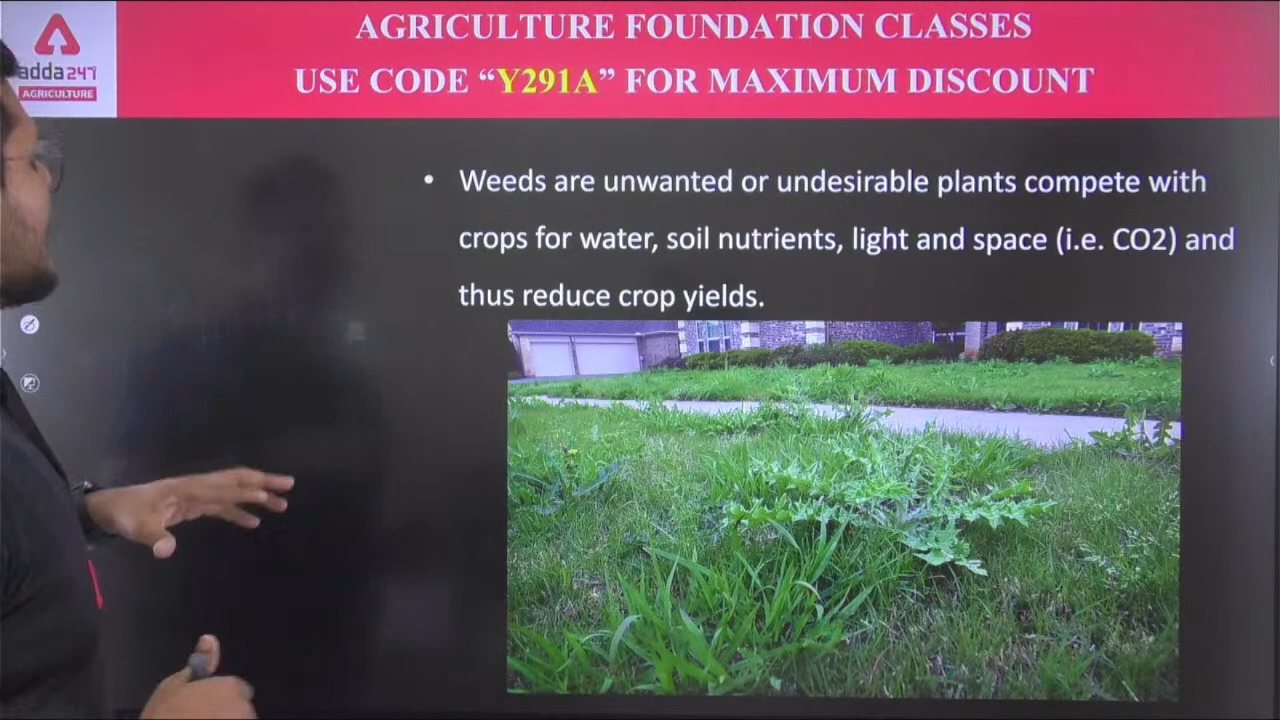 AGRICULTURE FOUNDATION CLASSES
USE CODE “Y291A” FOR MAXIMUM DISCOUNT
adda247
AGRICULTURE
• Weeds are unwanted or undesirable plants compete with
crops for water, soil nutrients, light and space (i.e. CO2) and
thus reduce crop yields.